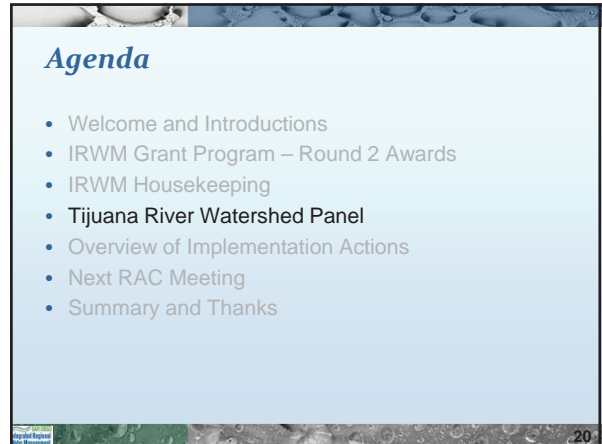 Agenda
• Welcome and Introductions
• IRWM Grant Program – Round 2 Awards
• IRWM Housekeeping
• Tijuana River Watershed Panel
• Overview of Implementation Actions
• Next RAC Meeting
• Summary and Thanks
20